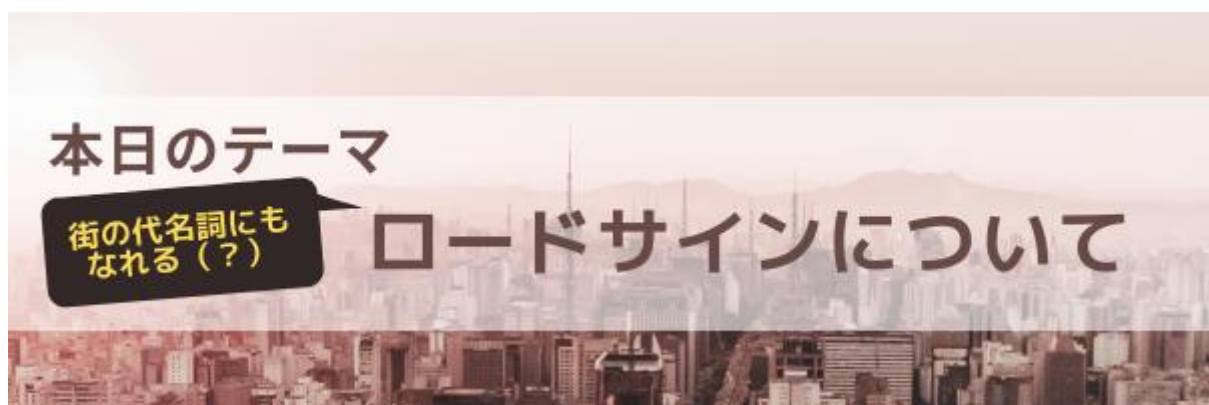 本日のテーマ
街の代名詞にも
なれる（？）
ロードサインについて